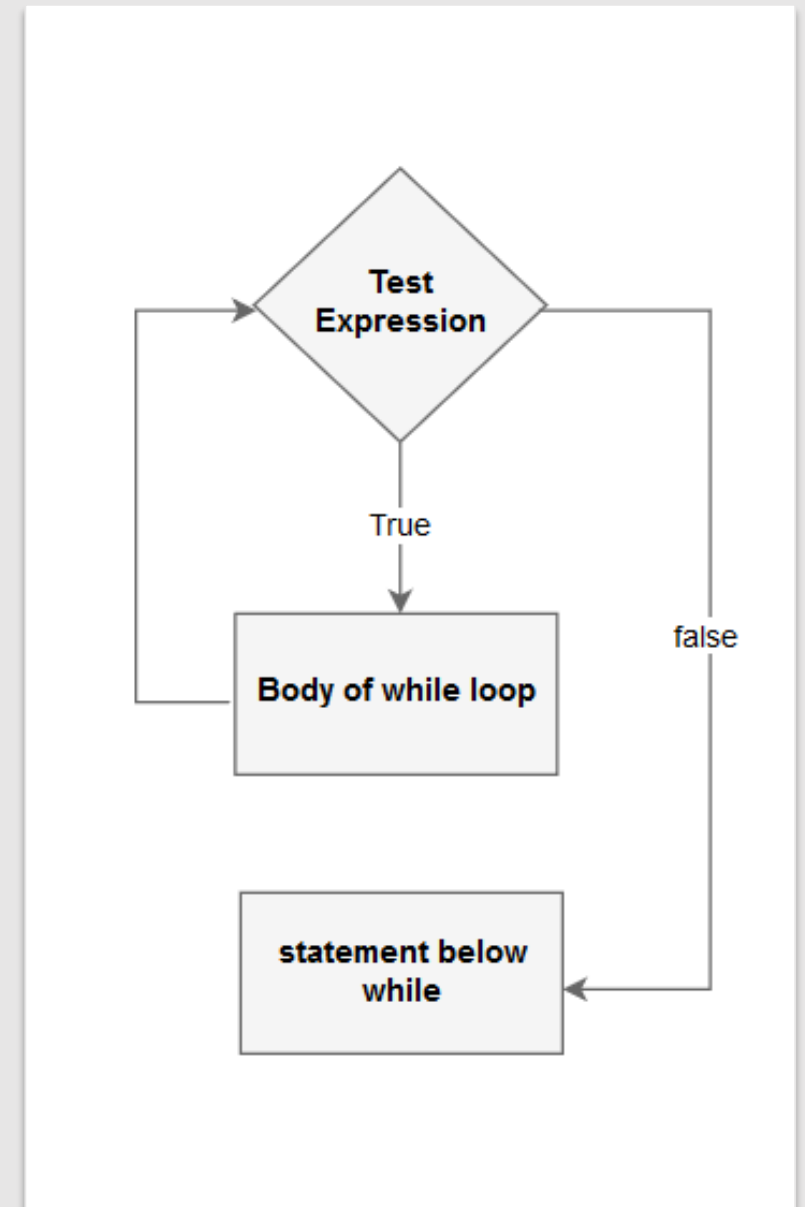 Test
Expression
True
false
Body of while loop
statement below
while